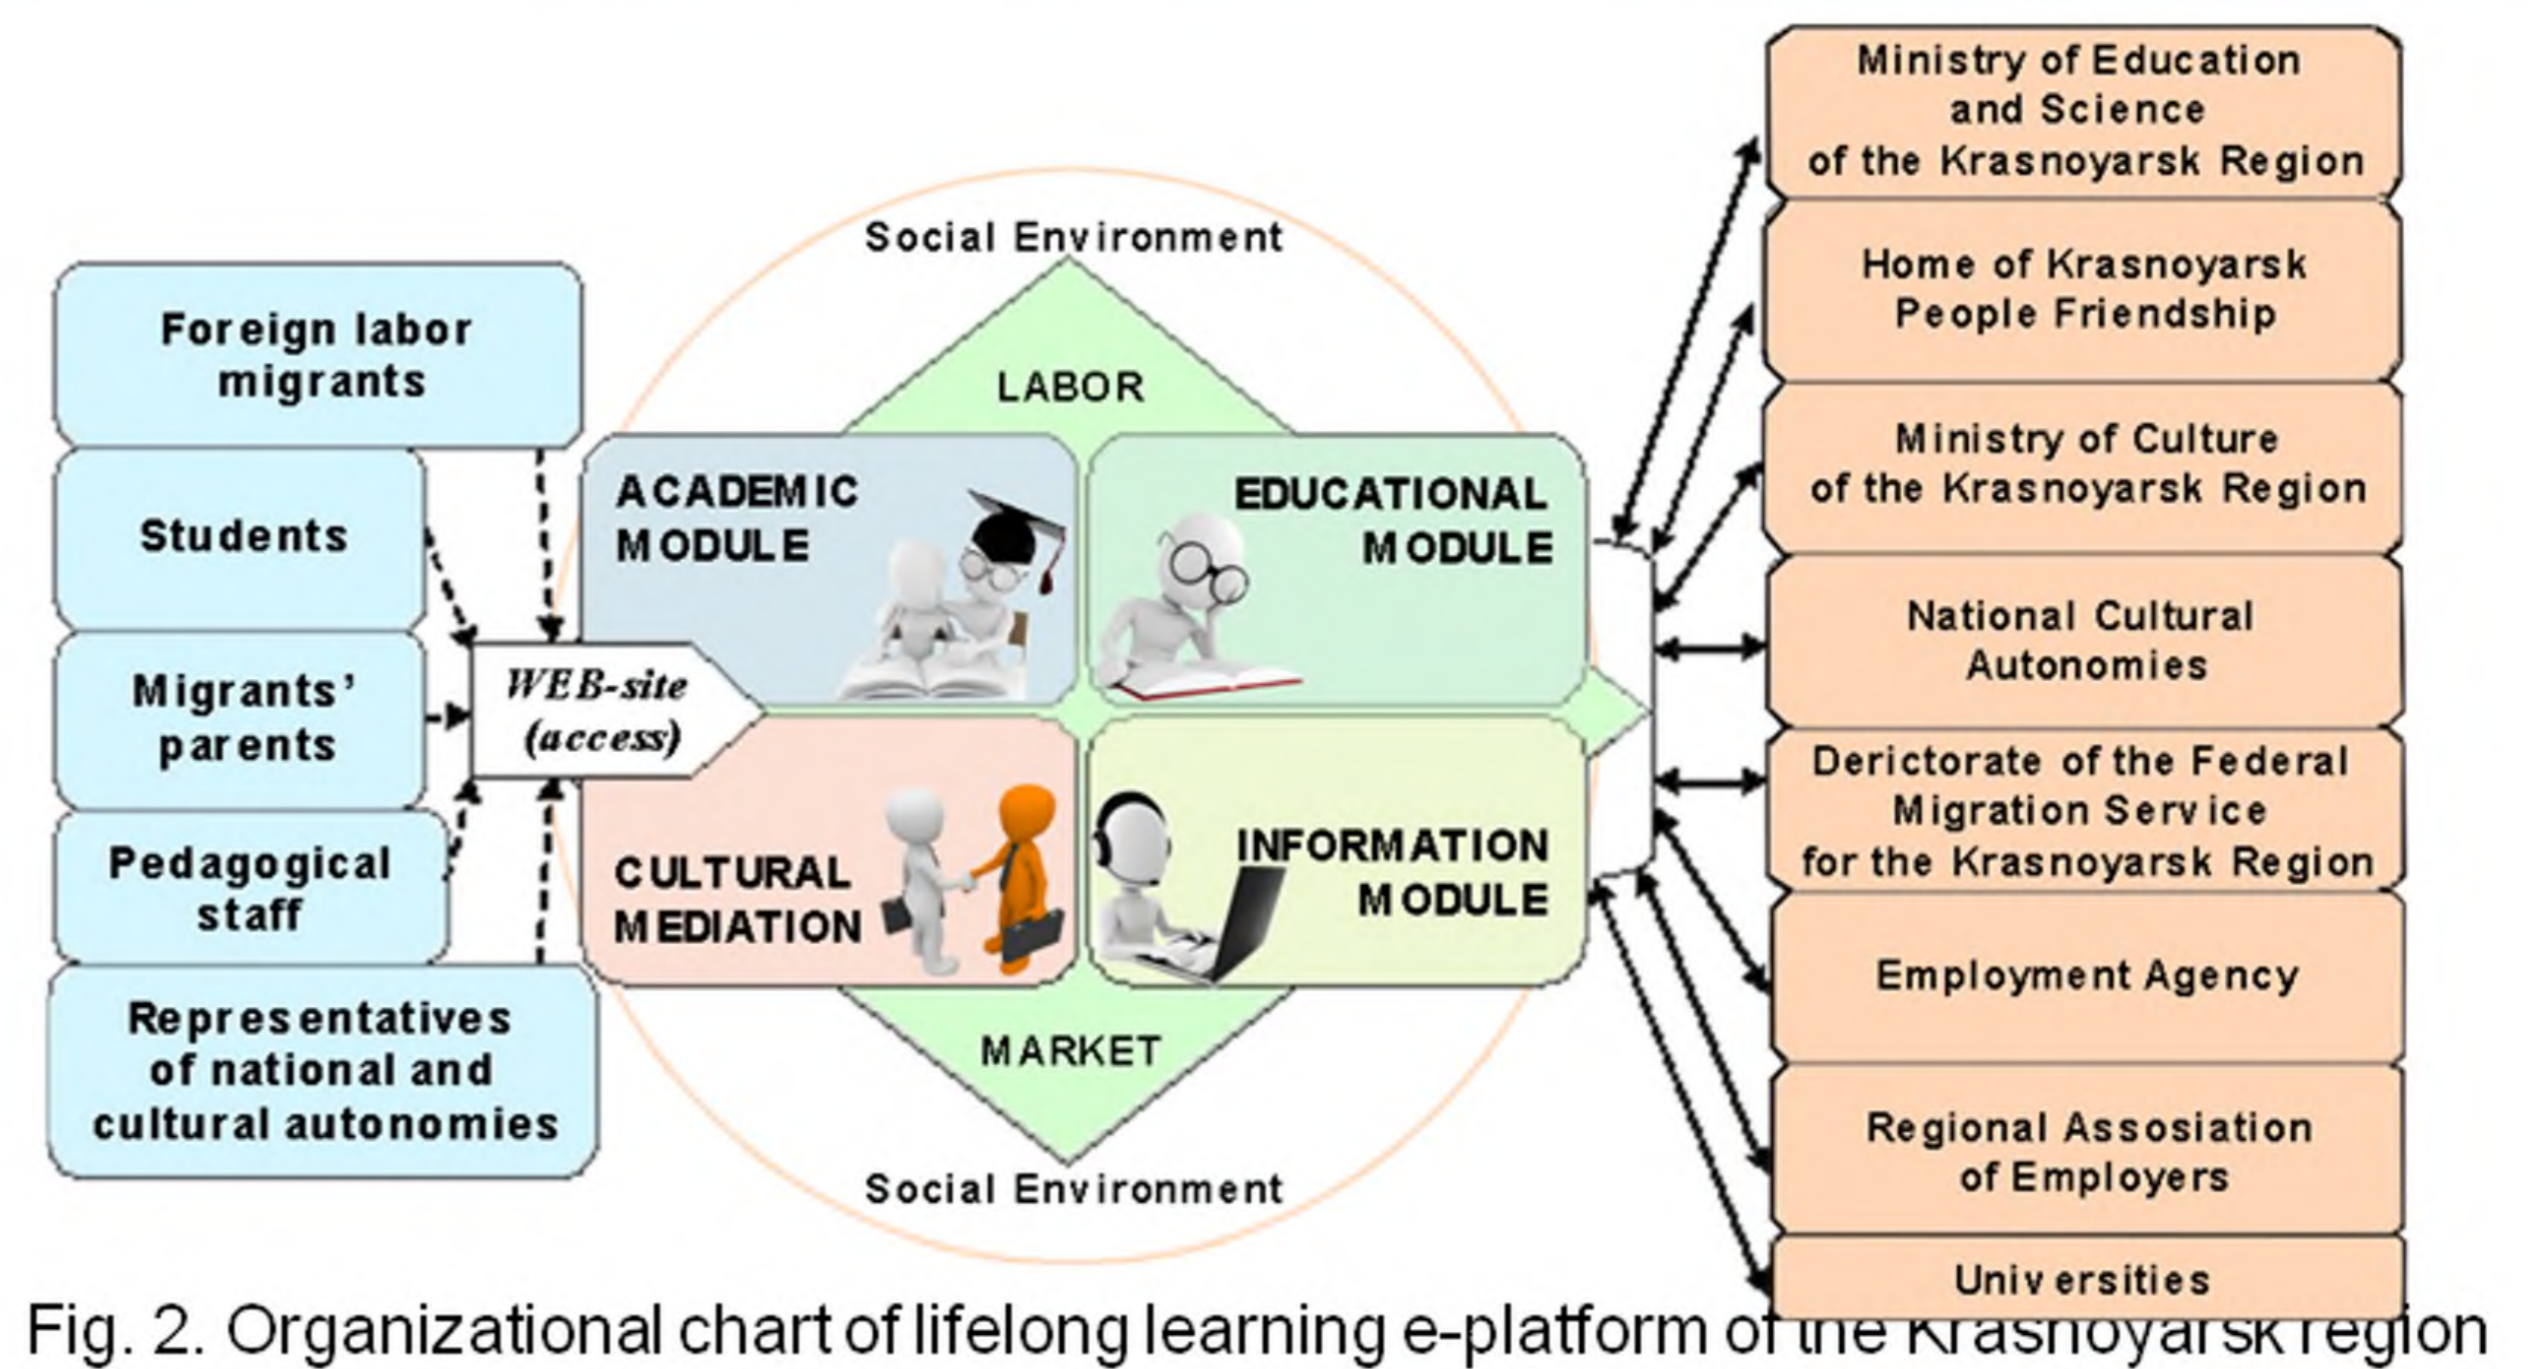 Foreign labor
migrants
Students
Migrants’
parents
Pedagogical
staff
Representatives
of national and
cultural autonomies
WEB-site
(access)
Social Environment
LABOR
ACADEMIC
MODULE
EDUCATIONAL
MODULE
CULTURAL
MEDIATION
INFORMATION
MODULE
MARKET
Social Environment
Ministry of Education
and Science
of the Krasnoyarsk Region
Home of Krasnoyarsk
People Friendship
Ministry of Culture
of the Krasnoyarsk Region
National Cultural
Autonomies
Derictorate of the Federal
Migration Service
for the Krasnoyarsk Region
Employment Agency
Regional Assosiation
of Employers
Universities
Fig. 2. Organizational chart of lifelong learning e-platform of the Krasnoyarsk region